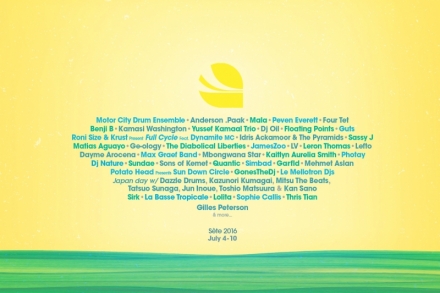 Motor City Drum Ensemble · Anderson .Paak · Mala · Peven Everett · Four Tet
Benji B · Kamasi Washington · Yussef Kamaal Trio · Dj Oil · Floating Points · Guts
Roni Size & Krust Present Full Cycle feat. Dynamite MC · Idris Ackamoor & The Pyramids · Sassy J
Matias Aguayo · Ge-ology · The Diabolical Liberties · JamesZoo · LV · Leron Thomas · Lefto
Dayme Arocena · Max Graef Band · Mbongwana Star · Kaitlyn Aurelia Smith · Photay
Dj Nature · Sundae · Sons of Kemet · Quantic · Simbad · Garfld · Mehmet Aslan
Potato Head Presents Sun Down Circle · GonesTheDj · Le Mellotron Djs
Japan day w/ Dazzle Drums, Kazunori Kumagai, Mitsu The Beats,
Tatsuo Sunaga, Jun Inoue, Toshio Matsuura & Kan Sano
Sirk · La Basse Tropicale · Lolita · Sophie Callis · Thris Tian
Gilles Peterson
& more...
Sète 2016
July 4-10